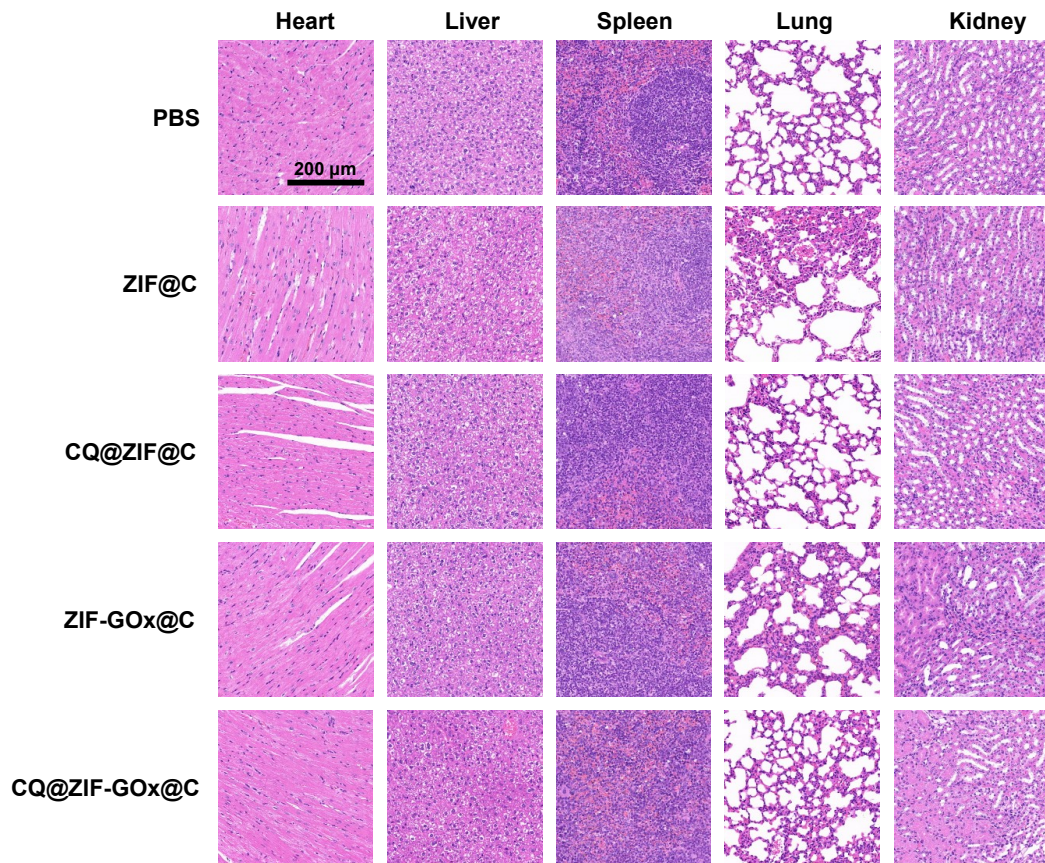 Heart Liver Spleen Lung Kidney
PBS
200 µm
ZIF@C
CQ@ZIF@C
ZIF-GOx@C
CQ@ZIF-GOx@C